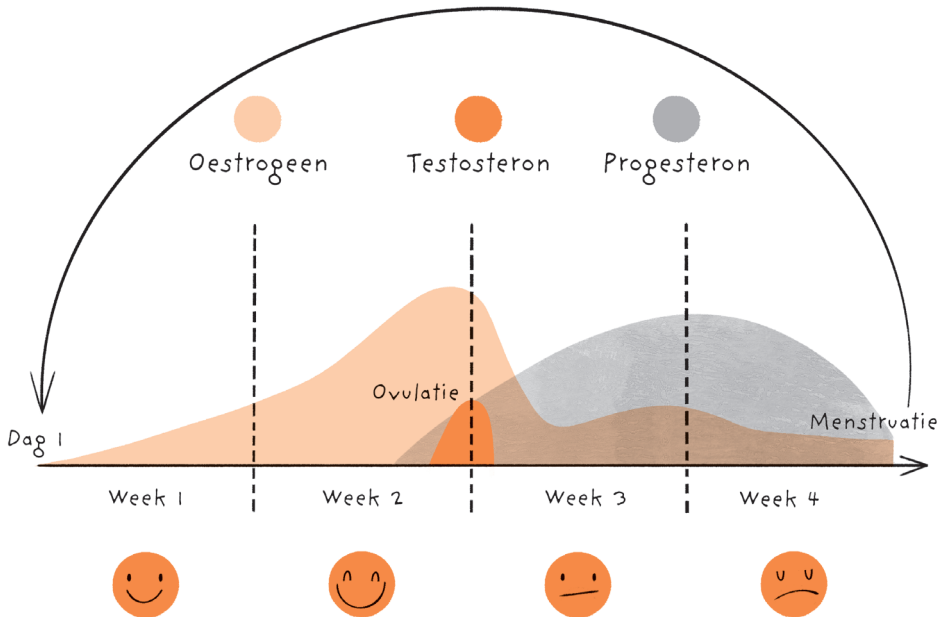 Oestrogeen
Testosteron
Progesteron
Ovulatie
Menstruatie
Dag 1
Week 1
Week 2
Week 3
Week 4